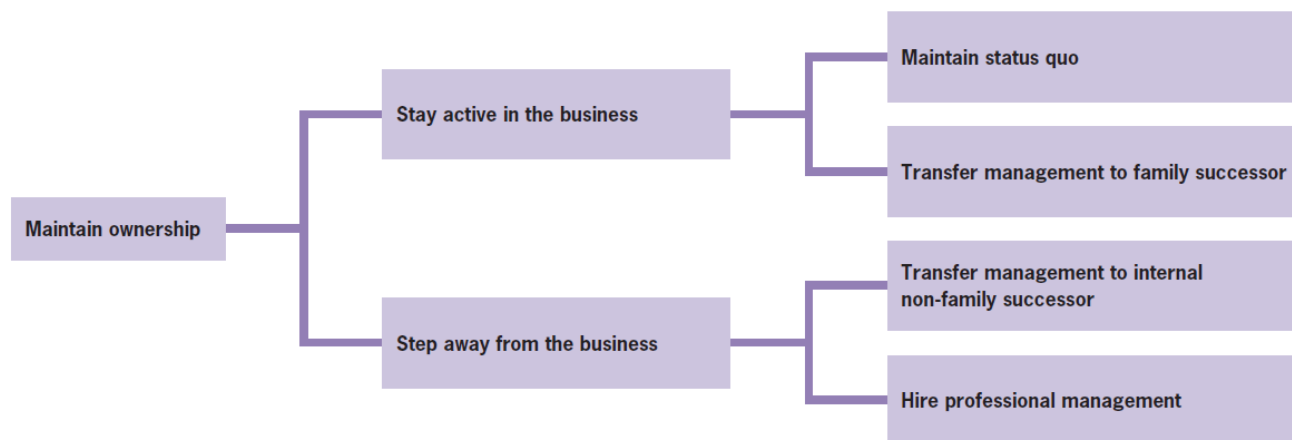 Maintain status quo
Stay active in the business
Transfer management to family successor
Maintain ownership
Transfer management to internal
non-family successor
Step away from the business
Hire professional management